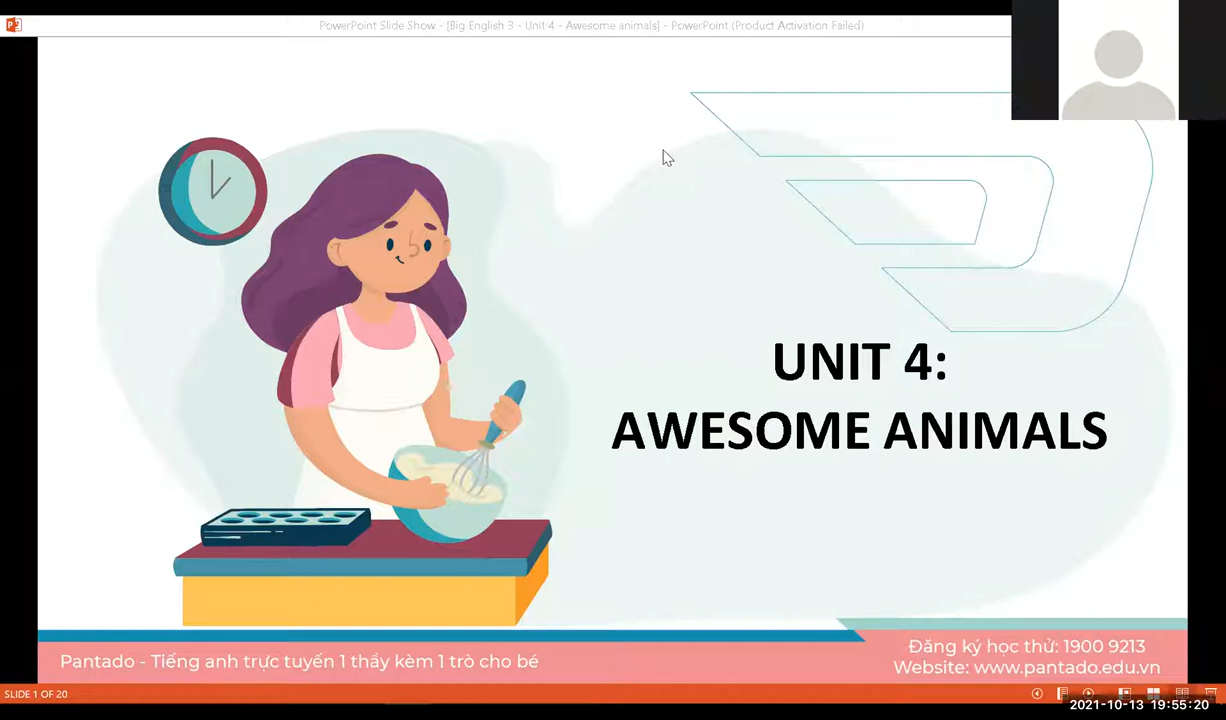 PowerPoint Slide Show - [Big English 3 - Unit 4 - Awesome animals] - PowerPoint (Product Activation Failed)
UNIT 4:
AWESOME ANIMALS
Pantado - Tiếng anh trực tuyến 1 thầy kèm 1 trò cho bé
Đăng ký học thử: 1900 9213
Website: www.pantado.edu.vn
SLIDE 1 OF 20
2021-10-13 19:55:20